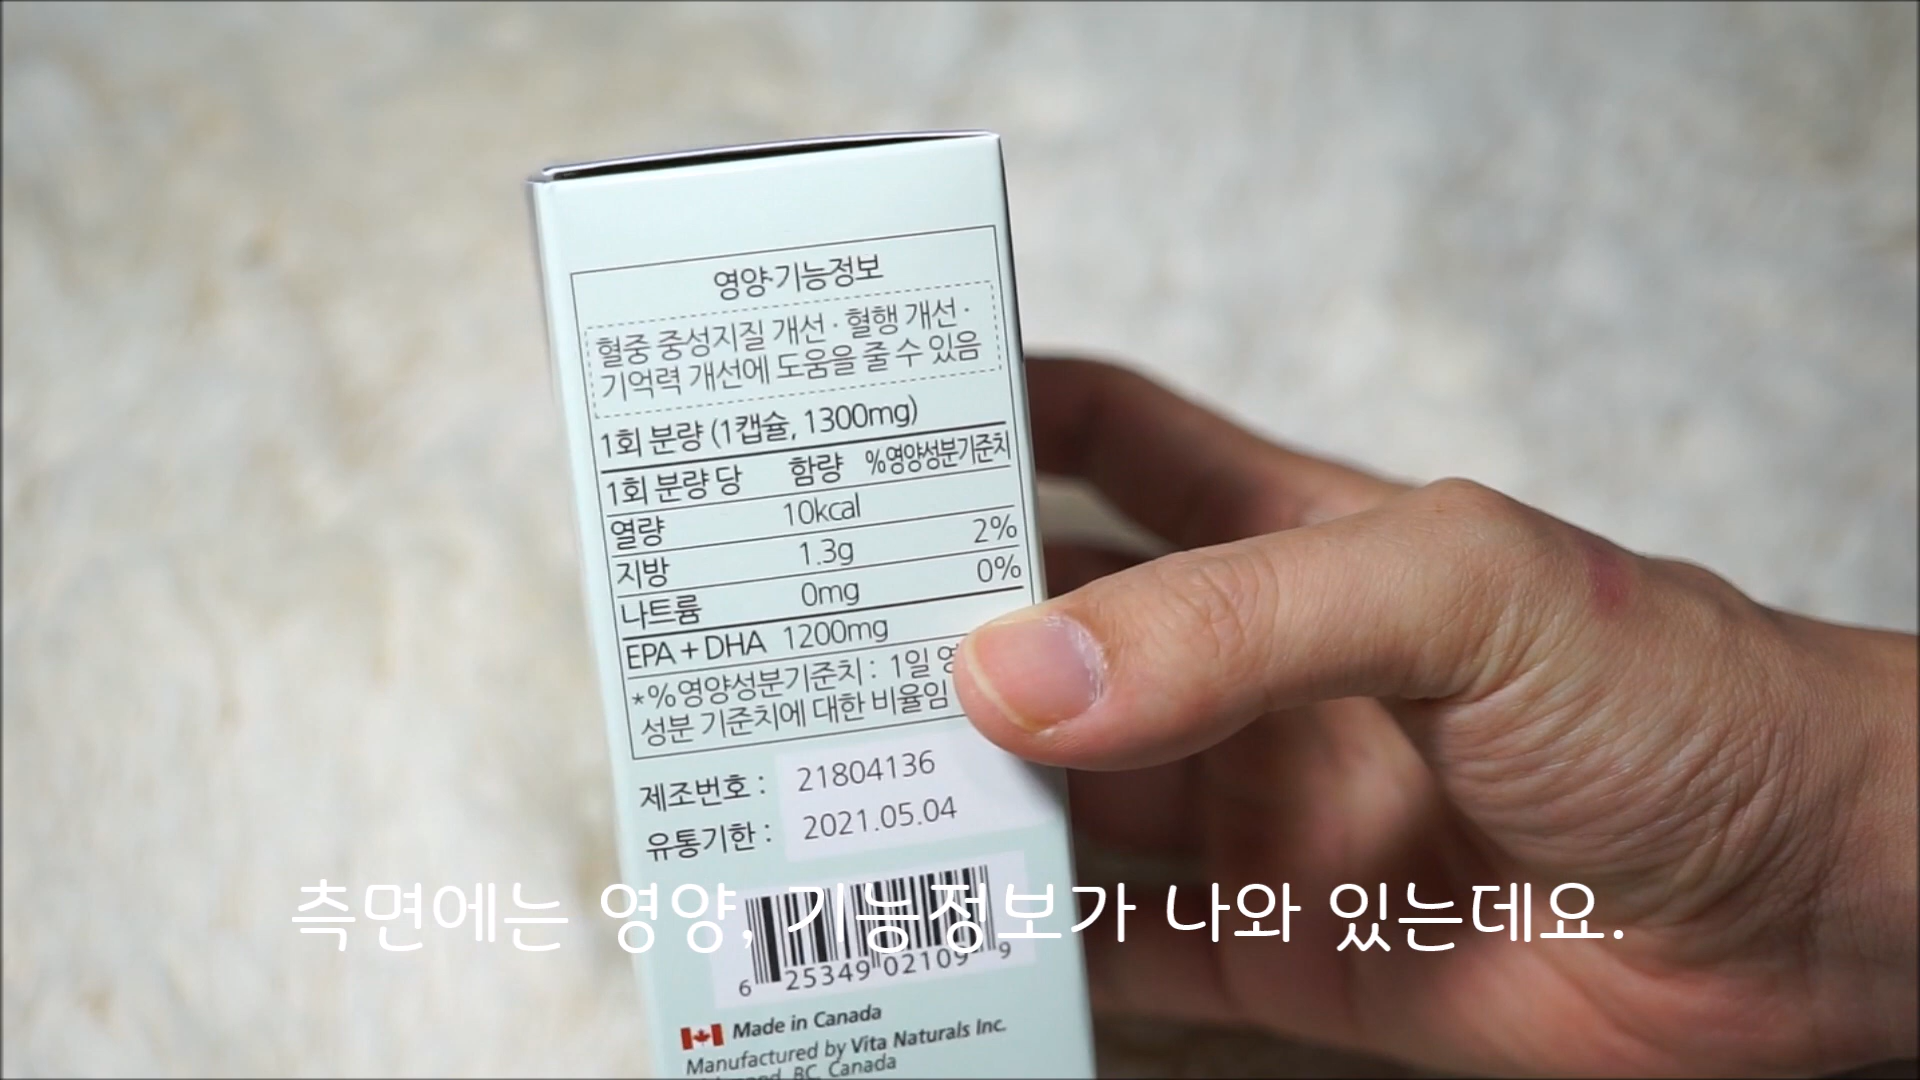 영양·기능정보
혈중 중성지질 개선 · 혈행 개선 ·
기억력 개선에 도움을 줄 수 있음
1회 분량 (1캡슐, 1300mg)
1회 분량 당 함량 %영양성분기준치
열량 10kcal
지방 1.3g 2%
나트륨 0mg 0%
EPA + DHA 1200mg
*%영양성분기준치 : 1일
성분 기준치에 대한 비율임
제조번호 : 21804136
유통기한 : 2021.05.04
측면에는 영양, 기능정보가 나와 있는데요.
6 25349 02109 9
Made in Canada
Manufactured by Vita Naturals Inc.
BC, Canada